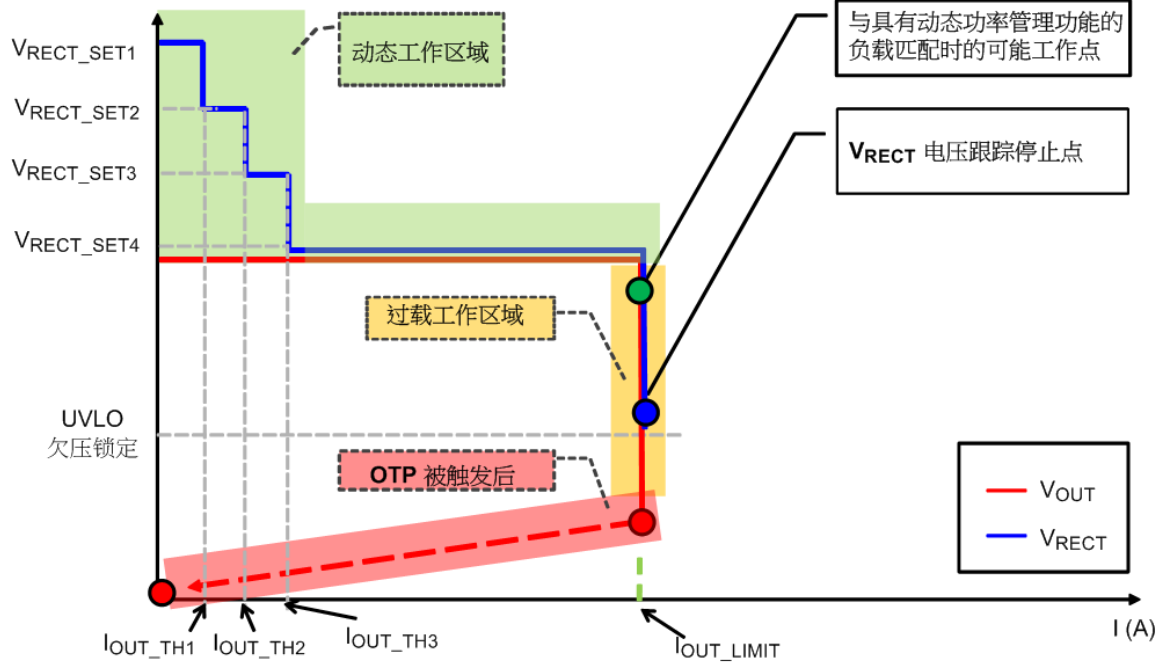 与具有动态功率管理功能的
负载匹配时的可能工作点
VRECT_SET1
动态工作区域
VRECT_SET2
VRECT 电压跟踪停止点
VRECT_SET3
VRECT_SET4
过载工作区域
UVLO
欠压锁定
OTP 被触发后
VOUT
VRECT
IOUT_TH1
IOUT_TH2
IOUT_TH3
IOUT_LIMIT
I (A)